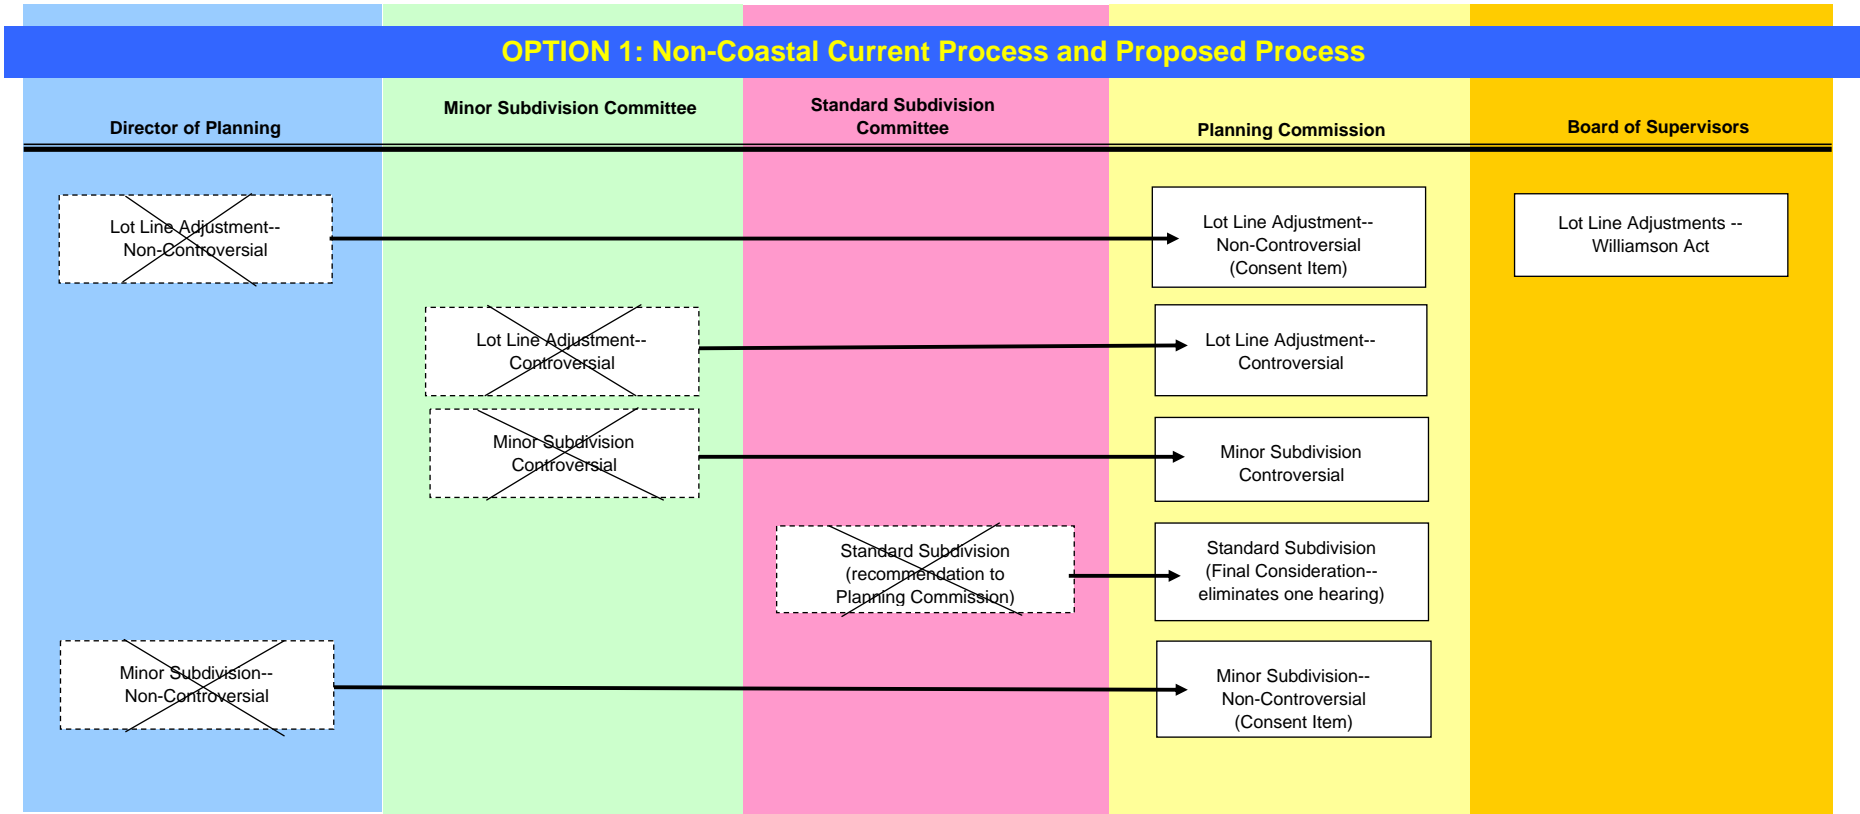 OPTION 1: Non-Coastal Current Process and Proposed Process
Director of Planning
Minor Subdivision Committee
Standard Subdivision
Committee
Planning Commission
Board of Supervisors
Lot Line Adjustment--
Non-Controversial
Lot Line Adjustment--
Non-Controversial
(Consent Item)
Lot Line Adjustments --
Williamson Act
Lot Line Adjustment--
Controversial
Lot Line Adjustment--
Controversial
Minor Subdivision
Controversial
Minor Subdivision
Controversial
Standard Subdivision
(recommendation to
Planning Commission)
Standard Subdivision
(Final Consideration--
eliminates one hearing)
Minor Subdivision--
Non-Controversial
Minor Subdivision--
Non-Controversial
(Consent Item)